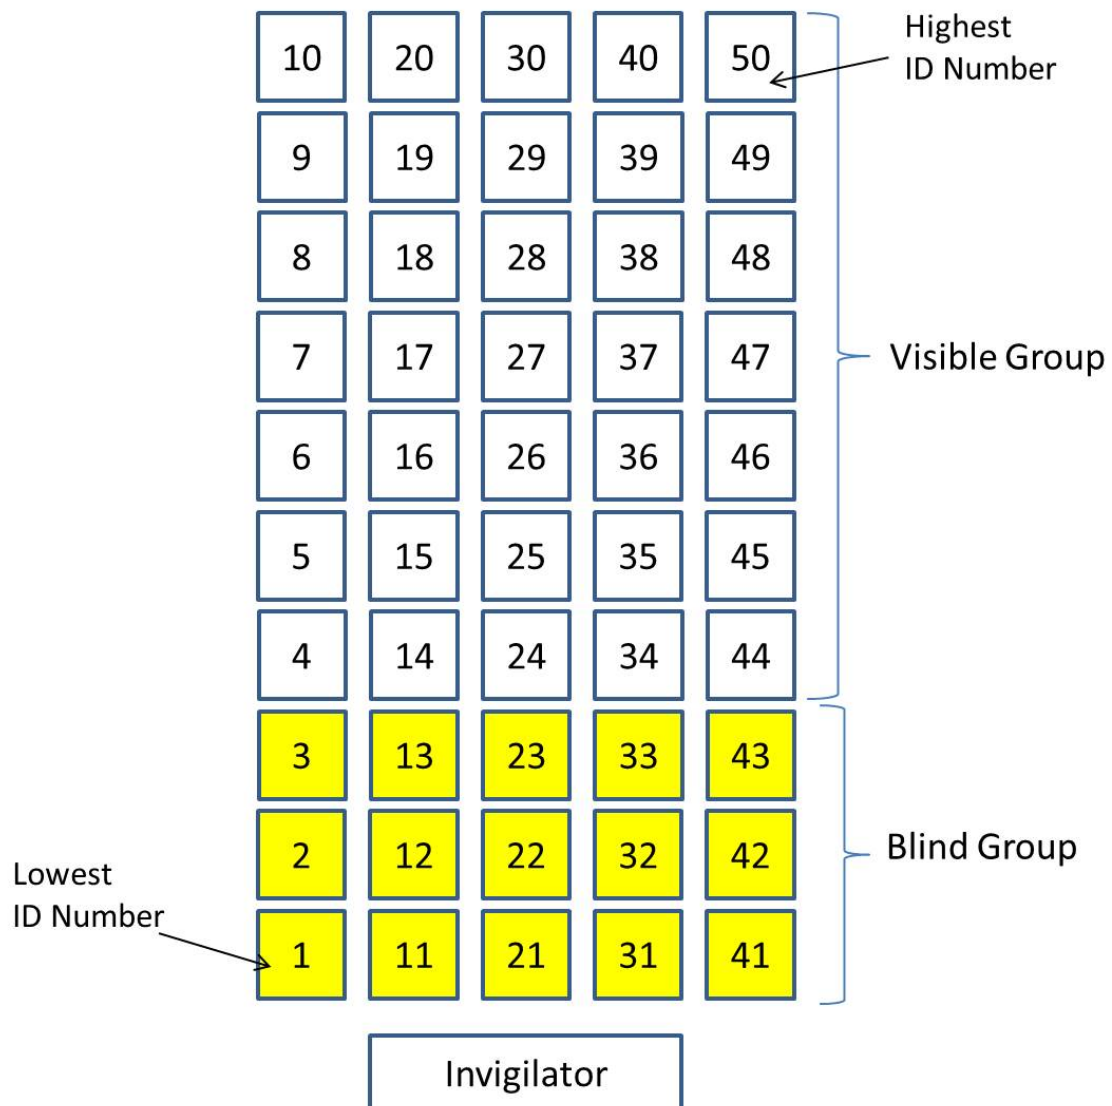 Highest
ID Number
10 20 30 40 50
9 19 29 39 49
8 18 28 38 48
7 17 27 37 47
Visible Group
6 16 26 36 46
5 15 25 35 45
4 14 24 34 44
3 13 23 33 43
2 12 22 32 42
Blind Group
Lowest
ID Number
1 11 21 31 41
Invigilator